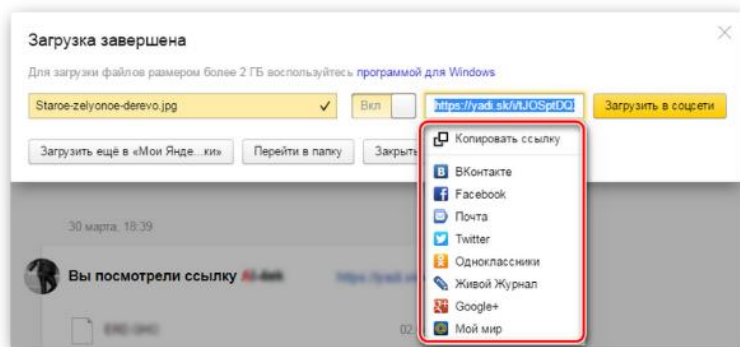 Загрузка завершена
Для загрузки файлов размером более 2 ГБ воспользуйтесь программой для Windows
Staroe-zelyonoe-derevo.jpg Вкл https://yadi.sk/i/tJOSptDQ Загрузить в соцсети
Загрузить ещё в «Мои Янде...ки» Перейти в папку Закрыть
Копировать ссылку
ВКонтакте
Facebook
Почта
Twitter
Одноклассники
Живой Журнал
Google+
Мой мир
30 марта, 18:39
Вы посмотрели ссылку
02.